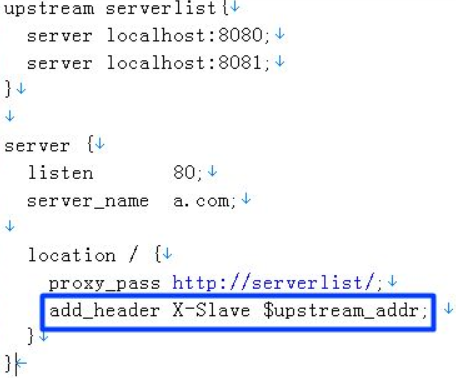 upstream serverlist{↓
  server localhost:8080;↓
  server localhost:8081;↓
}↓
↓
server {↓
  listen      80;↓
  server_name  a.com;↓
↓
  location / {↓
    proxy_pass http://serverlist/;↓
    add_header X-Slave $upstream_addr; ↓
  }↓
}←